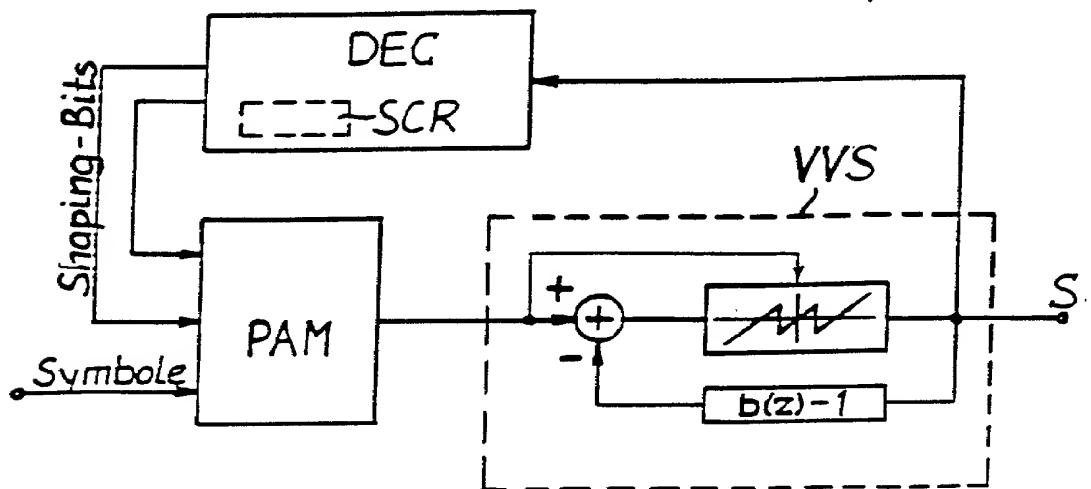 DEC
SCR
Shaping-Bits
VVS
+
+
-
S
PAM
Symbole
b(z)-1